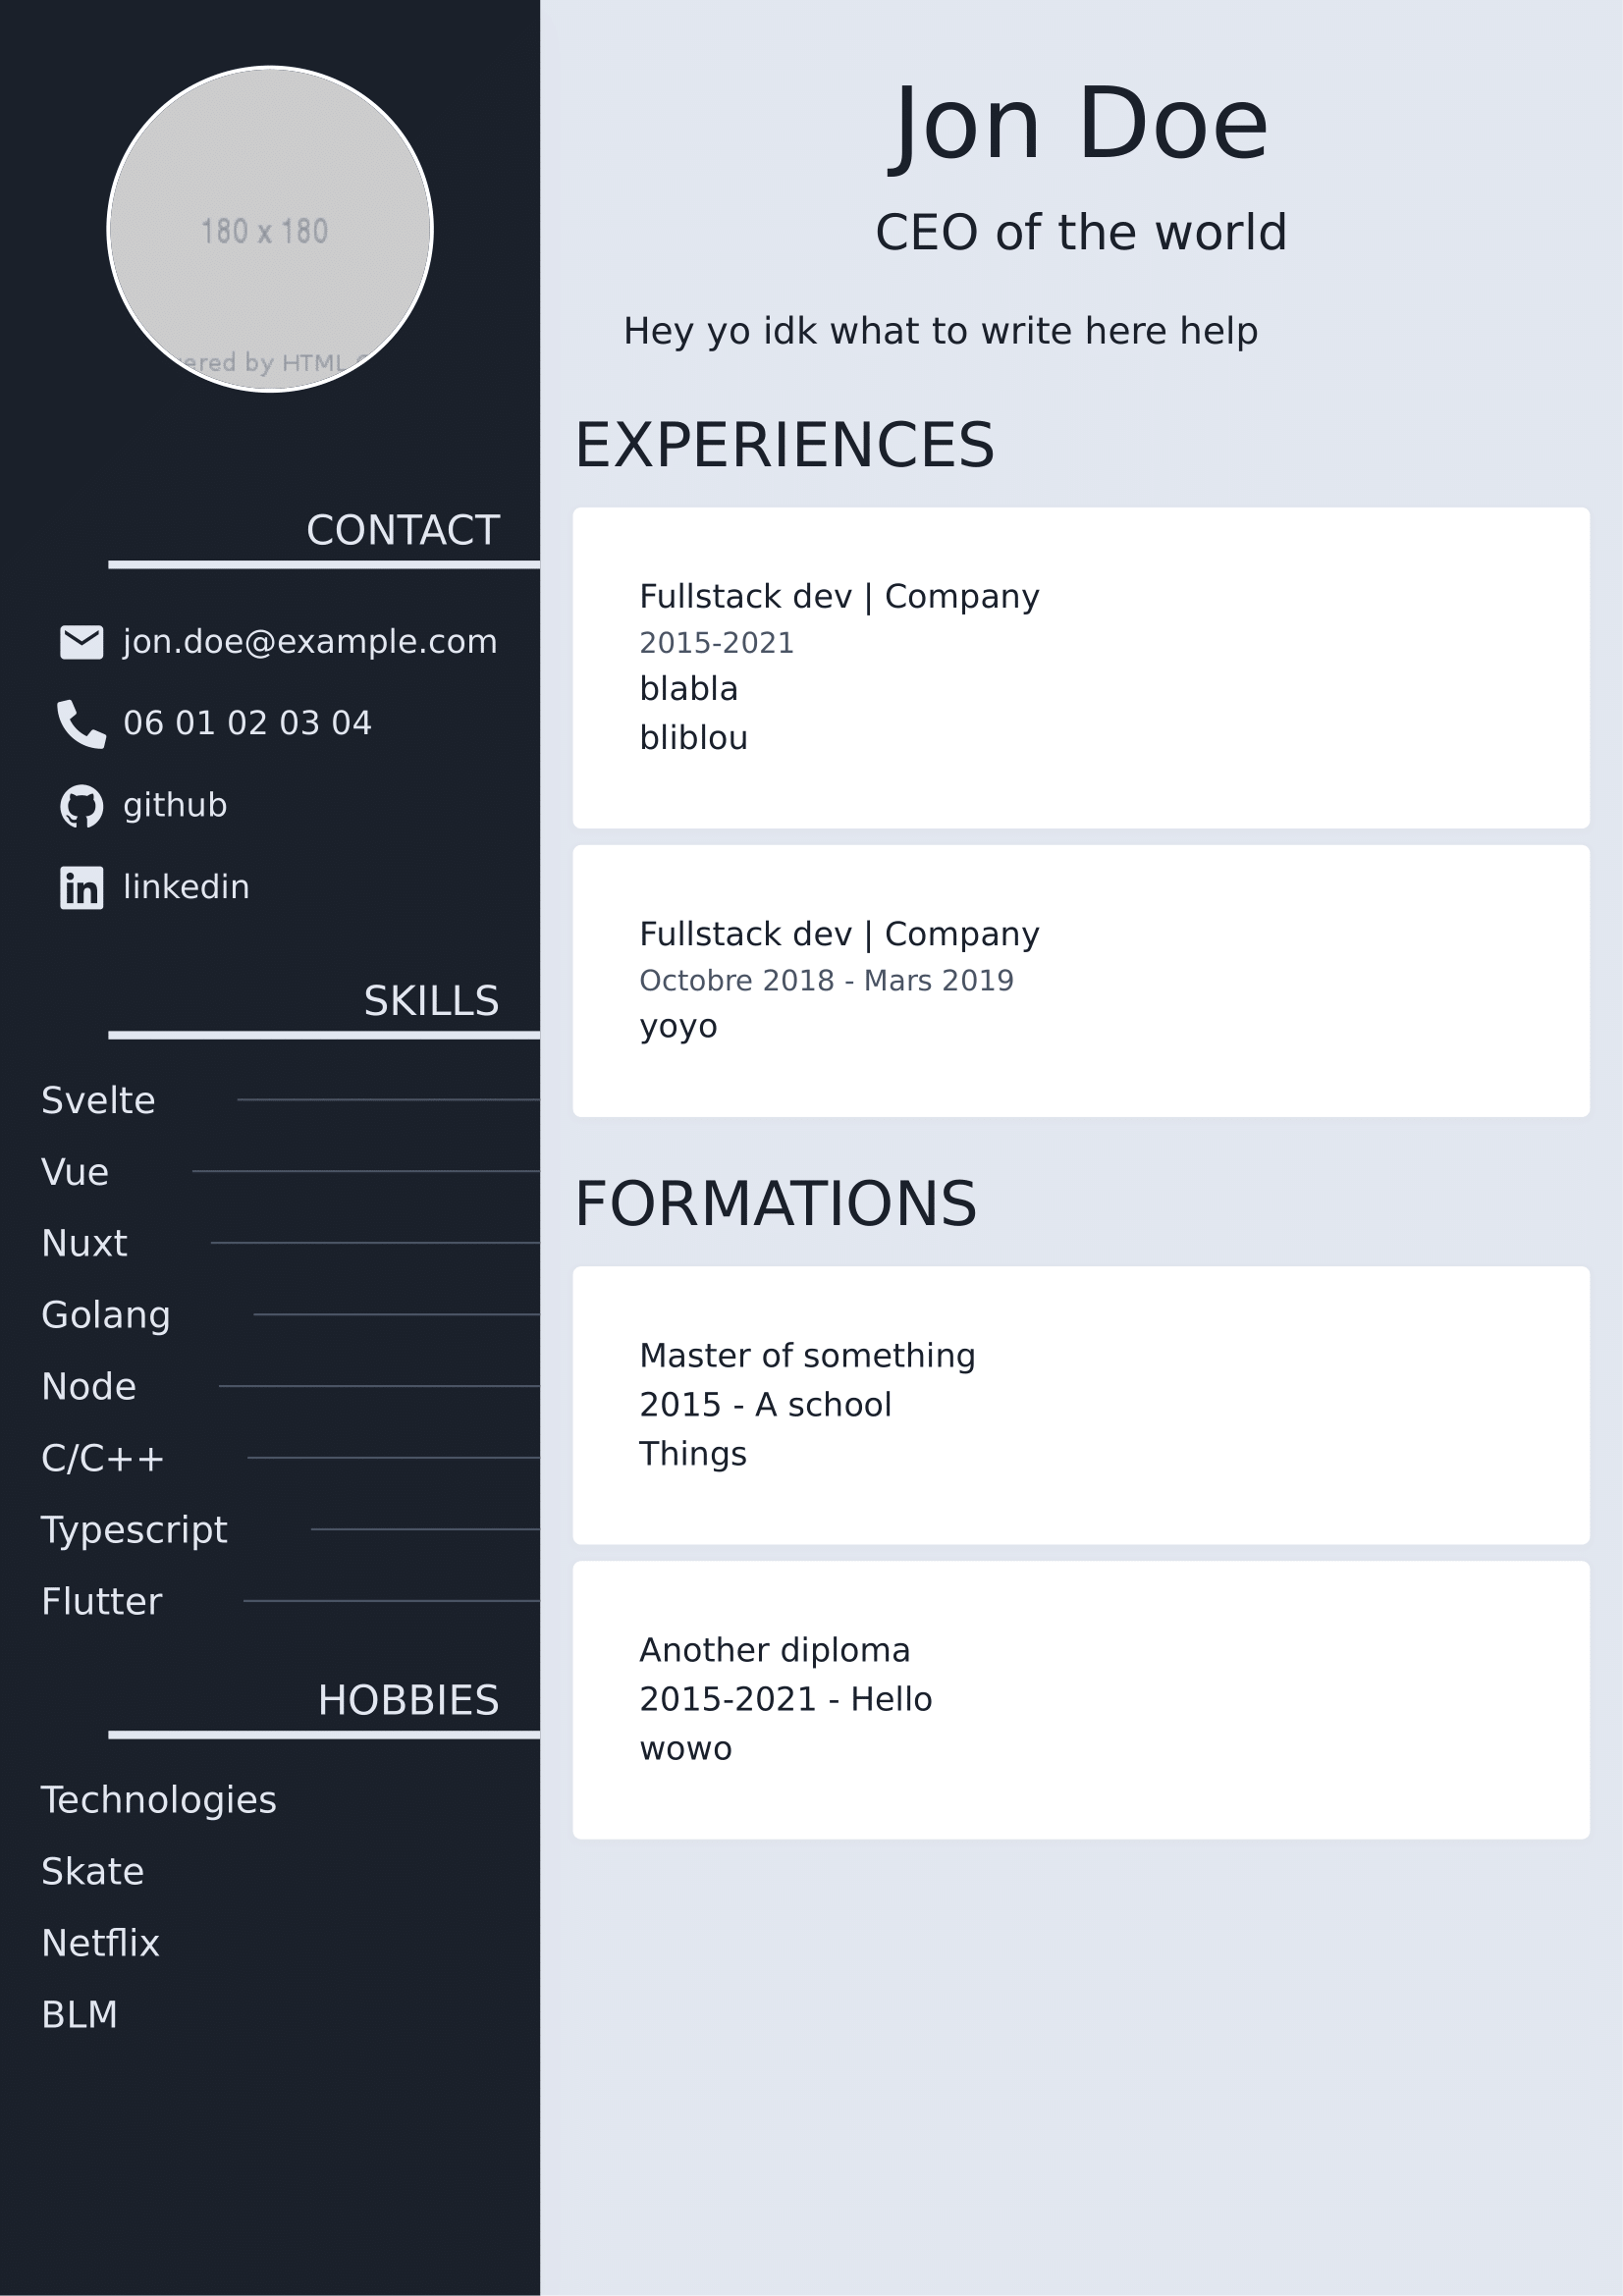 180 x 180
ered by HTML
CONTACT
jon.doe@example.com
06 01 02 03 04
github
linkedin
SKILLS
Svelte
Vue
Nuxt
Golang
Node
C/C++
Typescript
Flutter
HOBBIES
Technologies
Skate
Netflix
BLM
Jon Doe
CEO of the world
Hey yo idk what to write here help
EXPERIENCES
Fullstack dev | Company
2015-2021
blabla
bliblou
Fullstack dev | Company
Octobre 2018 - Mars 2019
yoyo
FORMATIONS
Master of something
2015 - A school
Things
Another diploma
2015-2021 - Hello
wowo